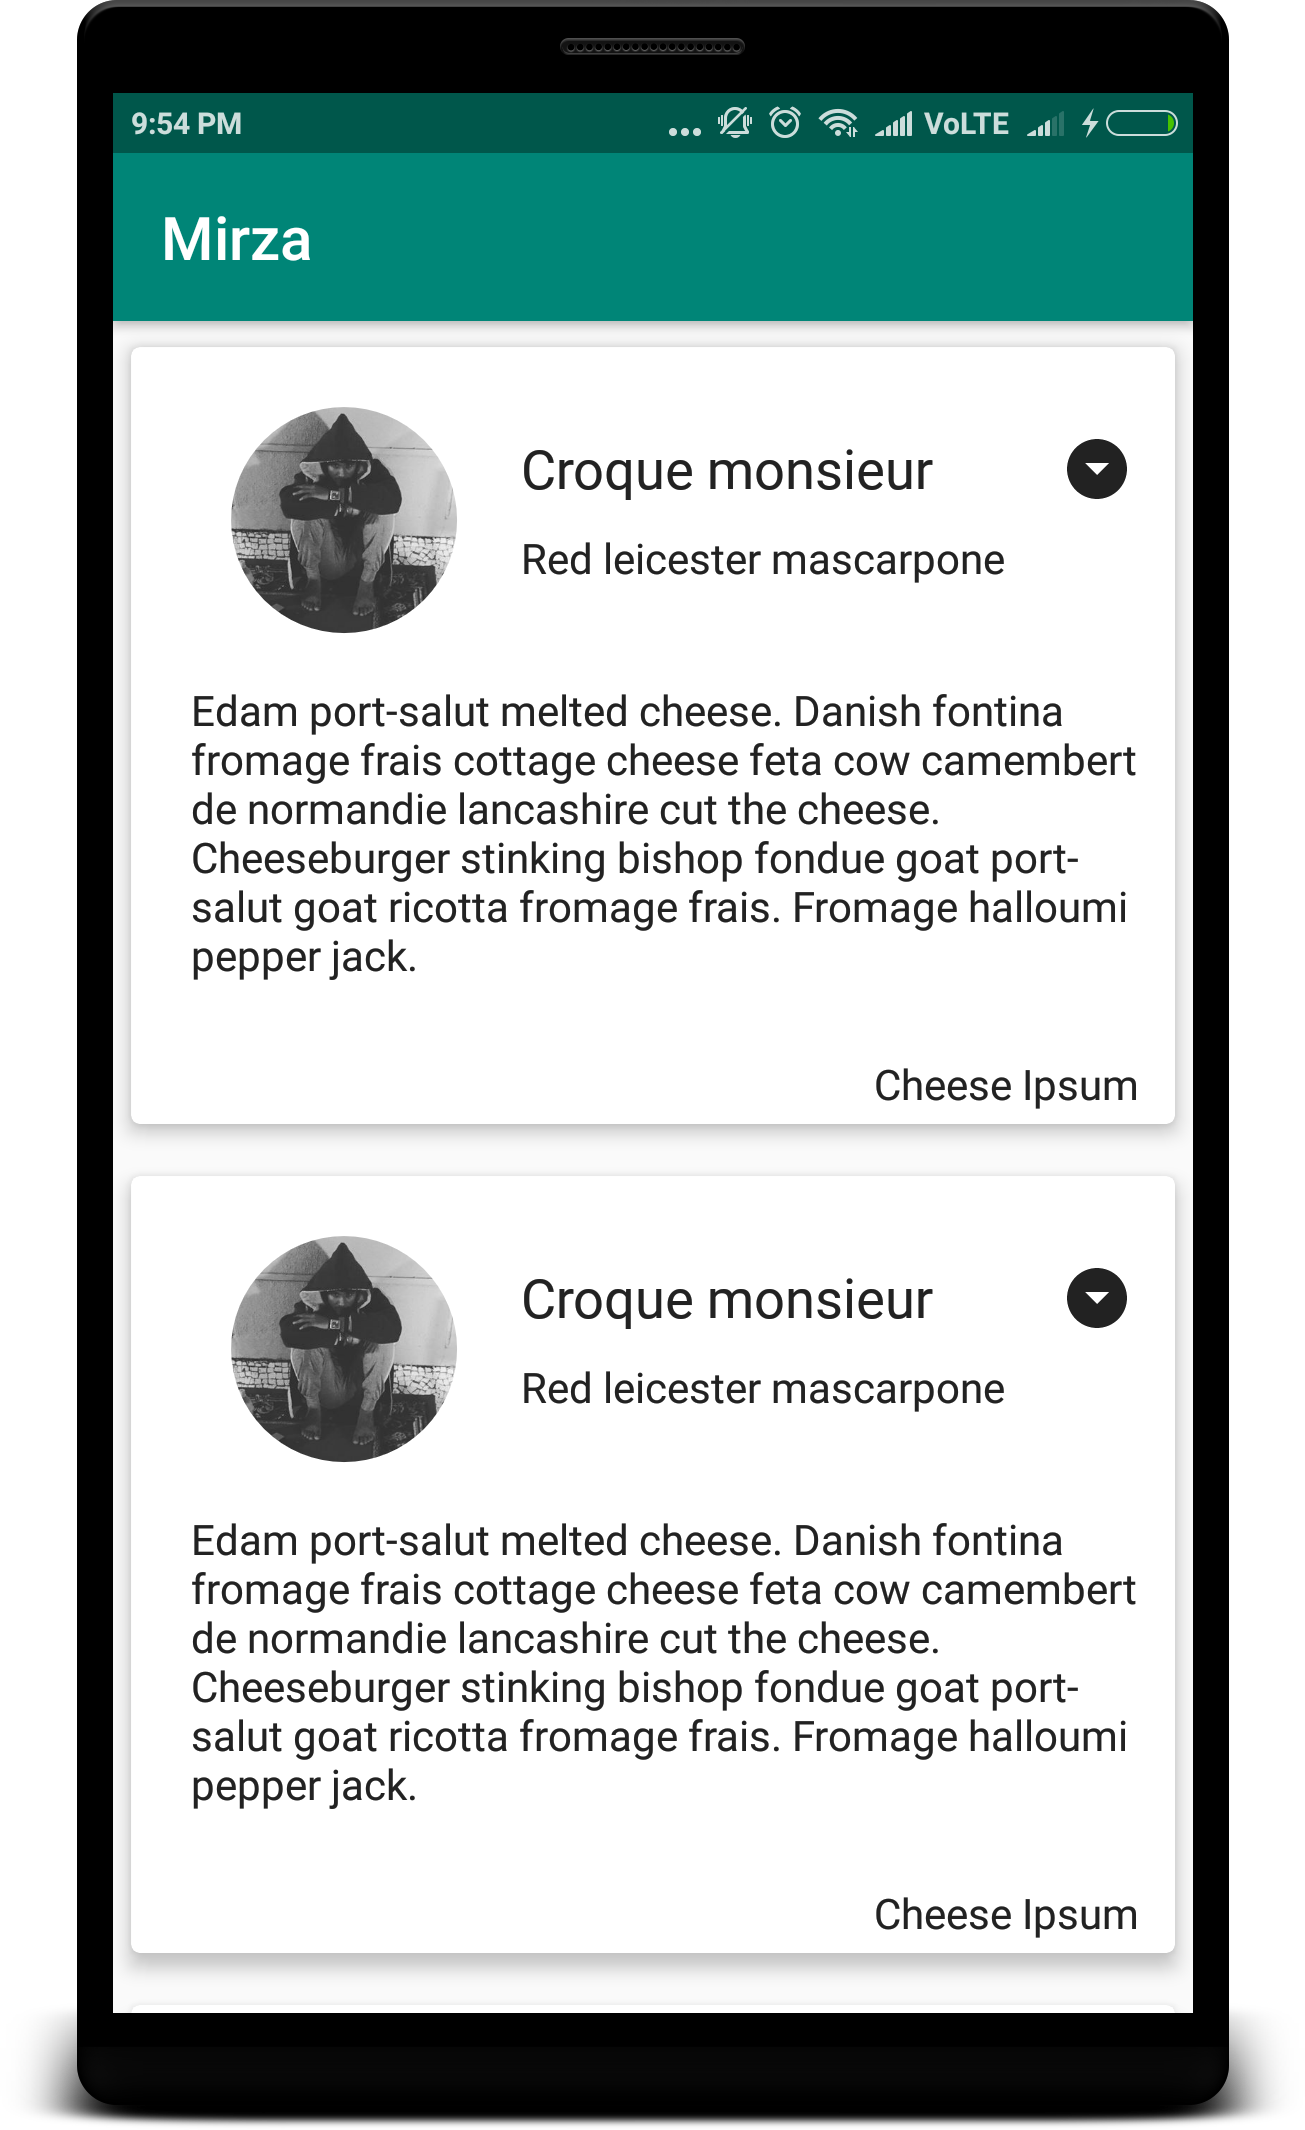 9:54 PM
VoLTE
Mirza
Croque monsieur
Red leicester mascarpone
Edam port-salut melted cheese. Danish fontina
fromage frais cottage cheese feta cow camembert
de normandie lancashire cut the cheese.
Cheeseburger stinking bishop fondue goat port-
salut goat ricotta fromage frais. Fromage halloumi
pepper jack.
Cheese Ipsum
Croque monsieur
Red leicester mascarpone
Edam port-salut melted cheese. Danish fontina
fromage frais cottage cheese feta cow camembert
de normandie lancashire cut the cheese.
Cheeseburger stinking bishop fondue goat port-
salut goat ricotta fromage frais. Fromage halloumi
pepper jack.
Cheese Ipsum